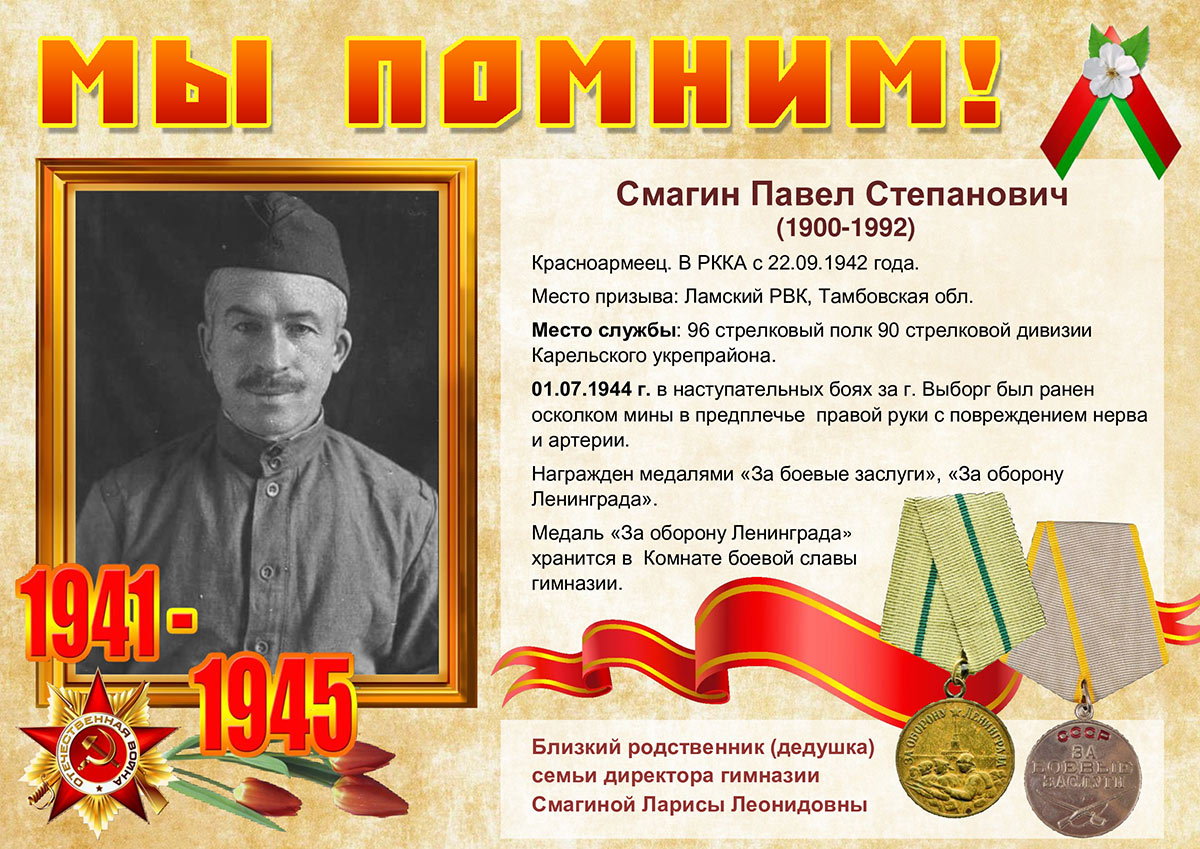 МЫ ПОМНИМ!
Смагин Павел Степанович
(1900-1992)
Красноармеец. В РККА с 22.09.1942 года.
Место призыва: Ламский РВК, Тамбовская обл.
Место службы: 96 стрелковый полк 90 стрелковой дивизии
Карельского укрепрайона.
01.07.1944 г. в наступательных боях за г. Выборг был ранен
осколком мины в предплечье  правой руки с повреждением нерва
и артерии.
Награжден медалями «За боевые заслуги», «За оборону
Ленинграда».
Медаль «За оборону Ленинграда»
хранится в  Комнате боевой славы
гимназии.
1941-
1945
ОТЕЧЕСТВЕННАЯ ВОЙНА
ЗА ОБОРОНУ ЛЕНИНГРАДА
СССР
ЗА
БОЕВЫЕ
ЗАСЛУГИ
Близкий родственник (дедушка)
семьи директора гимназии
Смагиной Ларисы Леонидовны